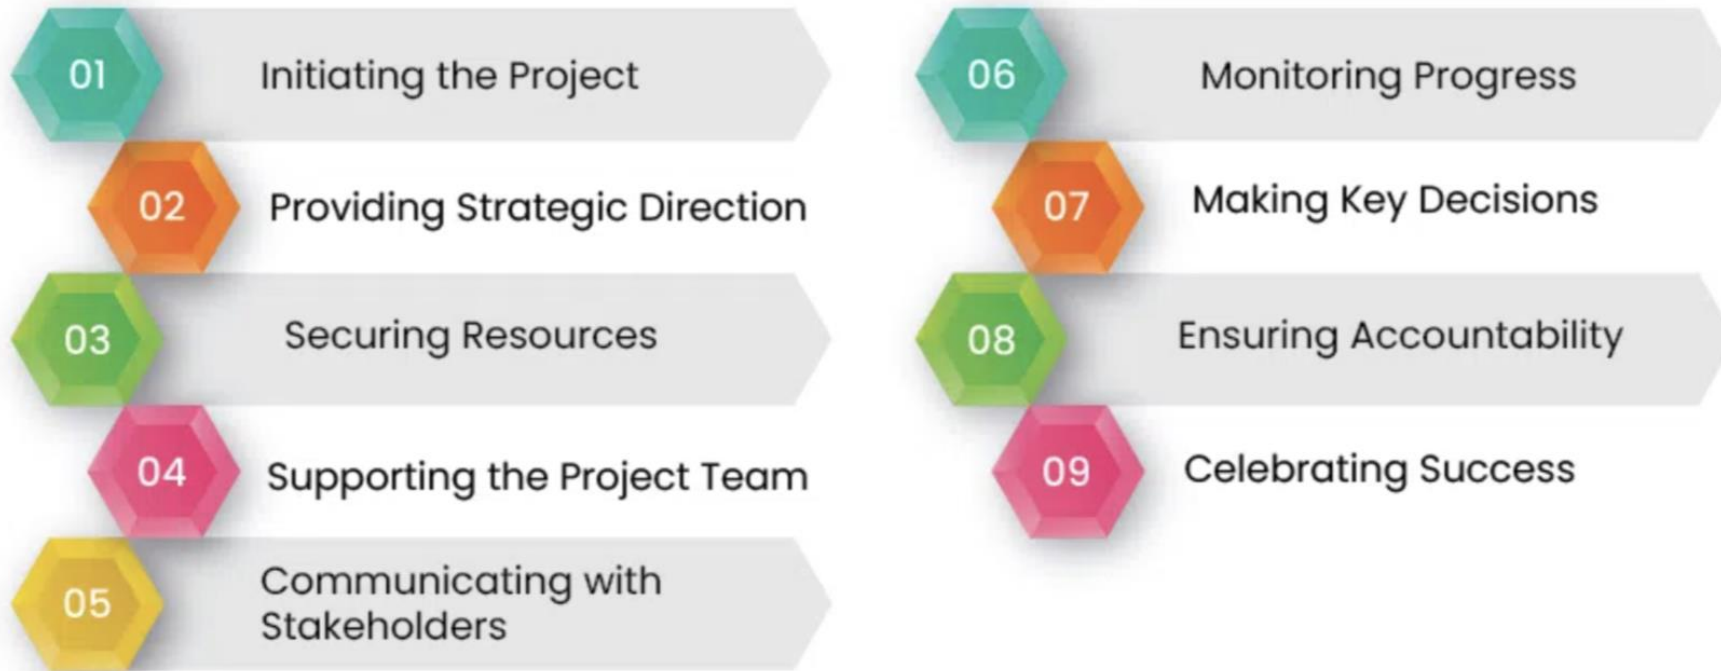 01
Initiating the Project
02
Providing Strategic Direction
03
Securing Resources
04
Supporting the Project Team
05
Communicating with
Stakeholders
06
Monitoring Progress
07
Making Key Decisions
08
Ensuring Accountability
09
Celebrating Success